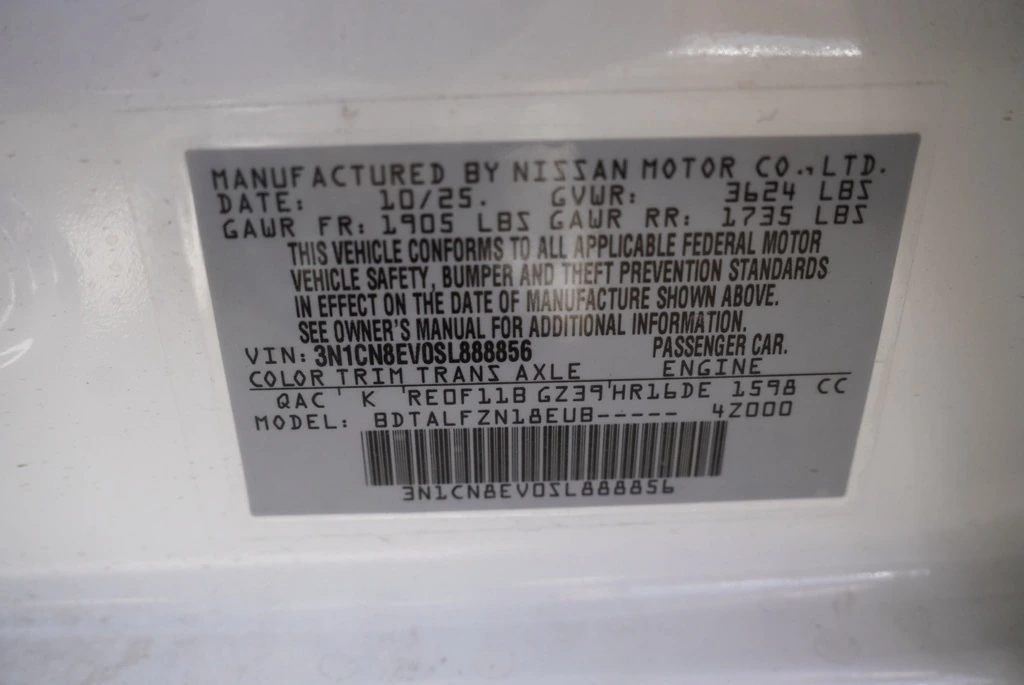 MANUFACTURED BY NISSAN MOTOR CO., LTD.
DATE: 10/25. GVWR: 3624 LBS
GAWR FR: 1905 LBS GAWR RR: 1735 LBS
THIS VEHICLE CONFORMS TO ALL APPLICABLE FEDERAL MOTOR
VEHICLE SAFETY, BUMPER AND THEFT PREVENTION STANDARDS
IN EFFECT ON THE DATE OF MANUFACTURE SHOWN ABOVE.
SEE OWNER'S MANUAL FOR ADDITIONAL INFORMATION.
VIN: 3N1CN8EV0SL888856 PASSENGER CAR.
COLOR TRIM TRANS AXLE ENGINE
QAC K RE0F11B GZ39 HR16DE 1598 CC
MODEL: BDTALFZN18EUB----- 4Z000
3N1CN8EV0SL888856